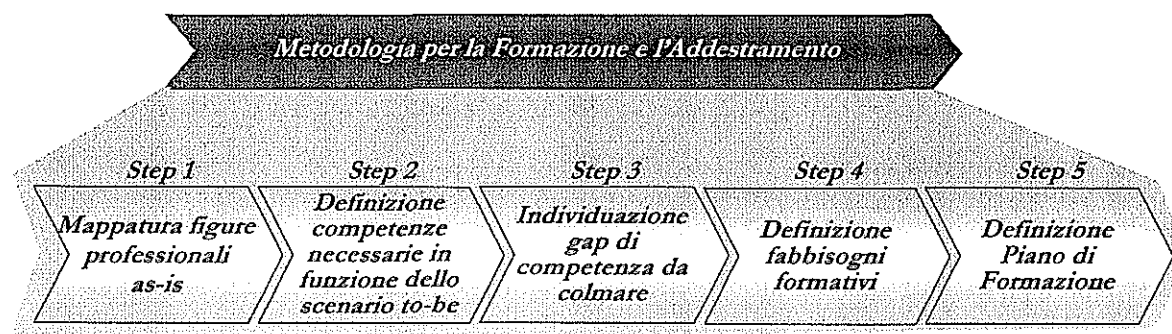 Metodologia per la Formazione e l'Addestramento
Step 1
Mappatura figure
professionali
as-is
Step 2
Definizione
competenze
necessarie in
funzione dello
scenario to-be
Step 3
Individuazione
gap di
competenza da
colmare
Step 4
Definizione
fabbisogni
formativi
Step 5
Definizione
Piano di
Formazione